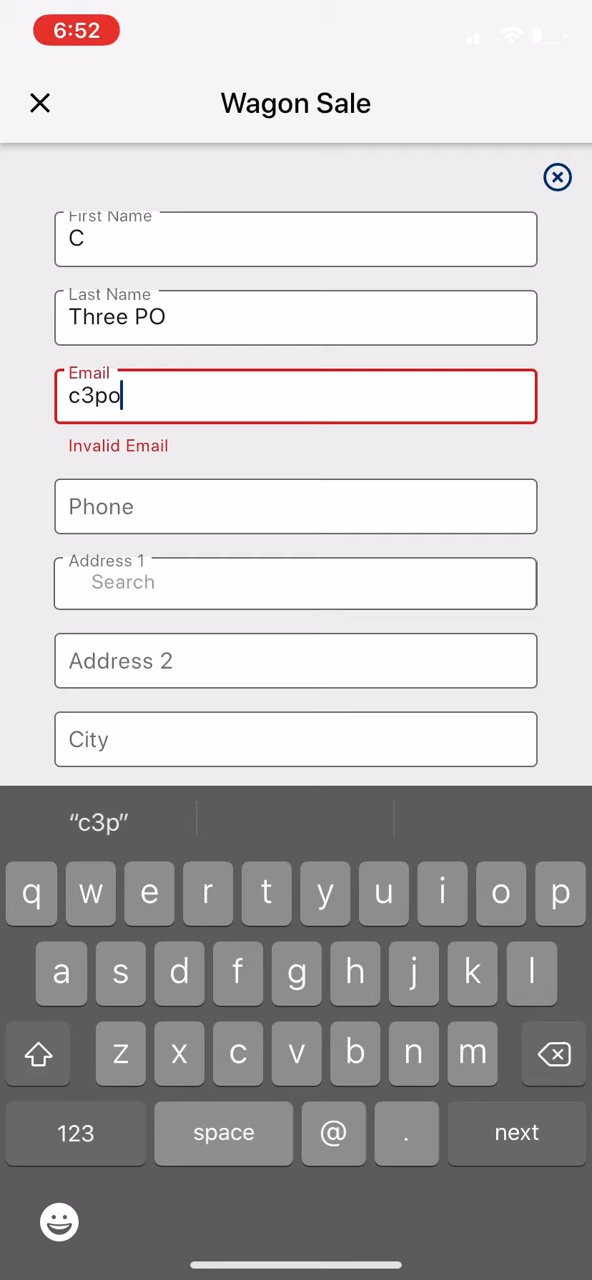 6:52
Wagon Sale
First Name
C
Last Name
Three PO
Email
c3po
Invalid Email
Phone
Address 1
Search
Address 2
City
“c3p”
q w e r t y u i o p
a s d f g h j k l
z x c v b n m
123 space @ . next